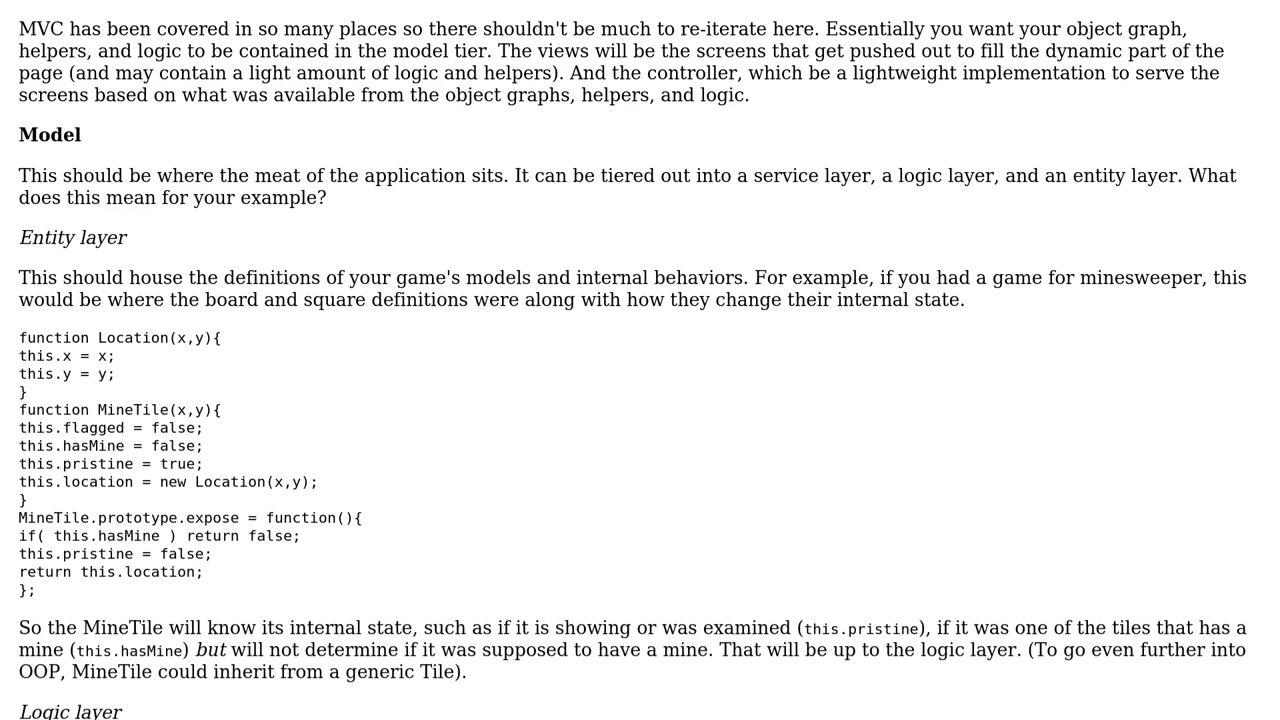 MVC has been covered in so many places so there shouldn't be much to re-iterate here. Essentially you want your object graph,
helpers, and logic to be contained in the model tier. The views will be the screens that get pushed out to fill the dynamic part of the
page (and may contain a light amount of logic and helpers). And the controller, which be a lightweight implementation to serve the
screens based on what was available from the object graphs, helpers, and logic.
Model
This should be where the meat of the application sits. It can be tiered out into a service layer, a logic layer, and an entity layer. What
does this mean for your example?
Entity layer
This should house the definitions of your game's models and internal behaviors. For example, if you had a game for minesweeper, this
would be where the board and square definitions were along with how they change their internal state.
function Location(x,y){
this.x = x;
this.y = y;
}
function MineTile(x,y){
this.flagged = false;
this.hasMine = false;
this.pristine = true;
this.location = new Location(x,y);
}
MineTile.prototype.expose = function(){
if( this.hasMine ) return false;
this.pristine = false;
return this.location;
};
So the MineTile will know its internal state, such as if it is showing or was examined (this.pristine), if it was one of the tiles that has a
mine (this.hasMine) but will not determine if it was supposed to have a mine. That will be up to the logic layer. (To go even further into
OOP, MineTile could inherit from a generic Tile).
Logic layer